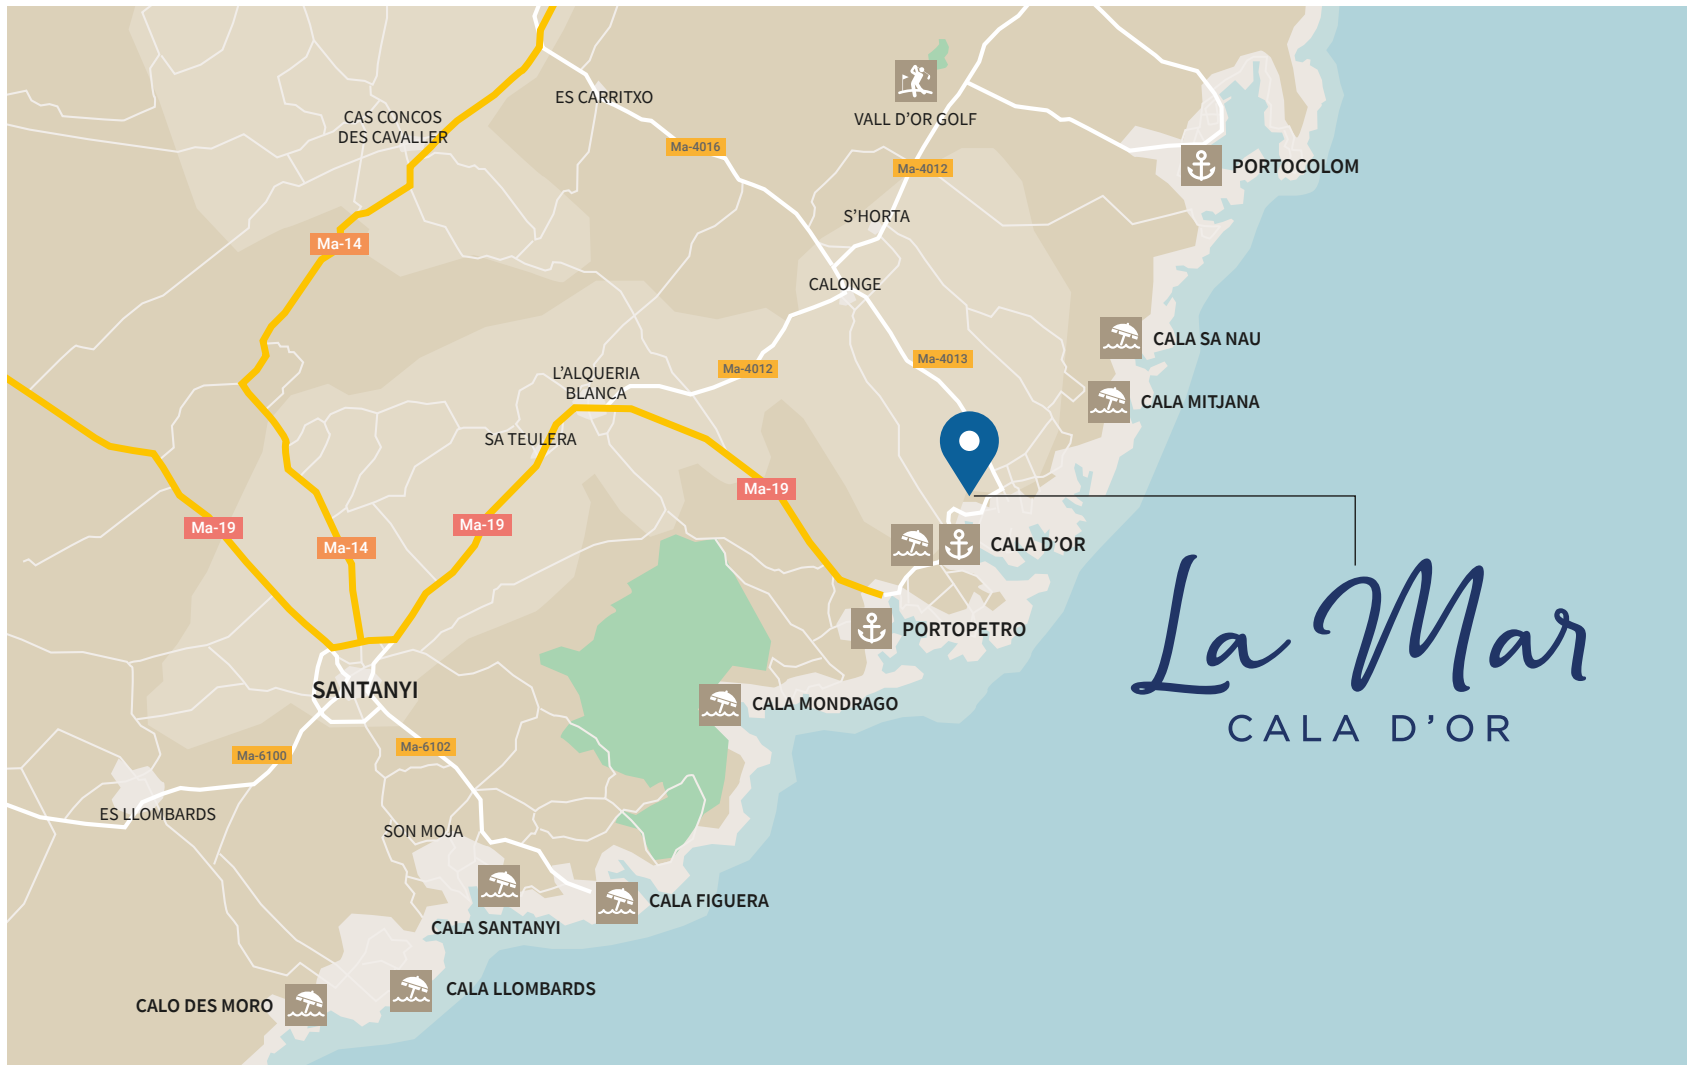 ES CARRITXO
CAS CONCOS
DES CAVALLER
VALL D’OR GOLF
Ma-4016
Ma-4012
PORTOCOLOM
S’HORTA
Ma-14
CALONGE
CALA SA NAU
Ma-4013
Ma-4012
L’ALQUERIA
BLANCA
CALA MITJANA
SA TEULERA
Ma-19
Ma-19
Ma-19
Ma-14
CALA D’OR
PORTOPETRO
La Mar
CALA D’OR
SANTANYI
CALA MONDRAGO
Ma-6102
Ma-6100
ES LLOMBARDS
SON MOJA
CALA FIGUERA
CALA SANTANYI
CALA LLOMBARDS
CALO DES MORO